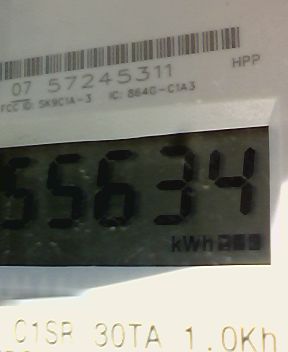 07 57245311
HPP
FCC ID: SK9C1A-3 IC: 864G-C1A3
55634
kWh
C1SR 30TA 1.0Kh